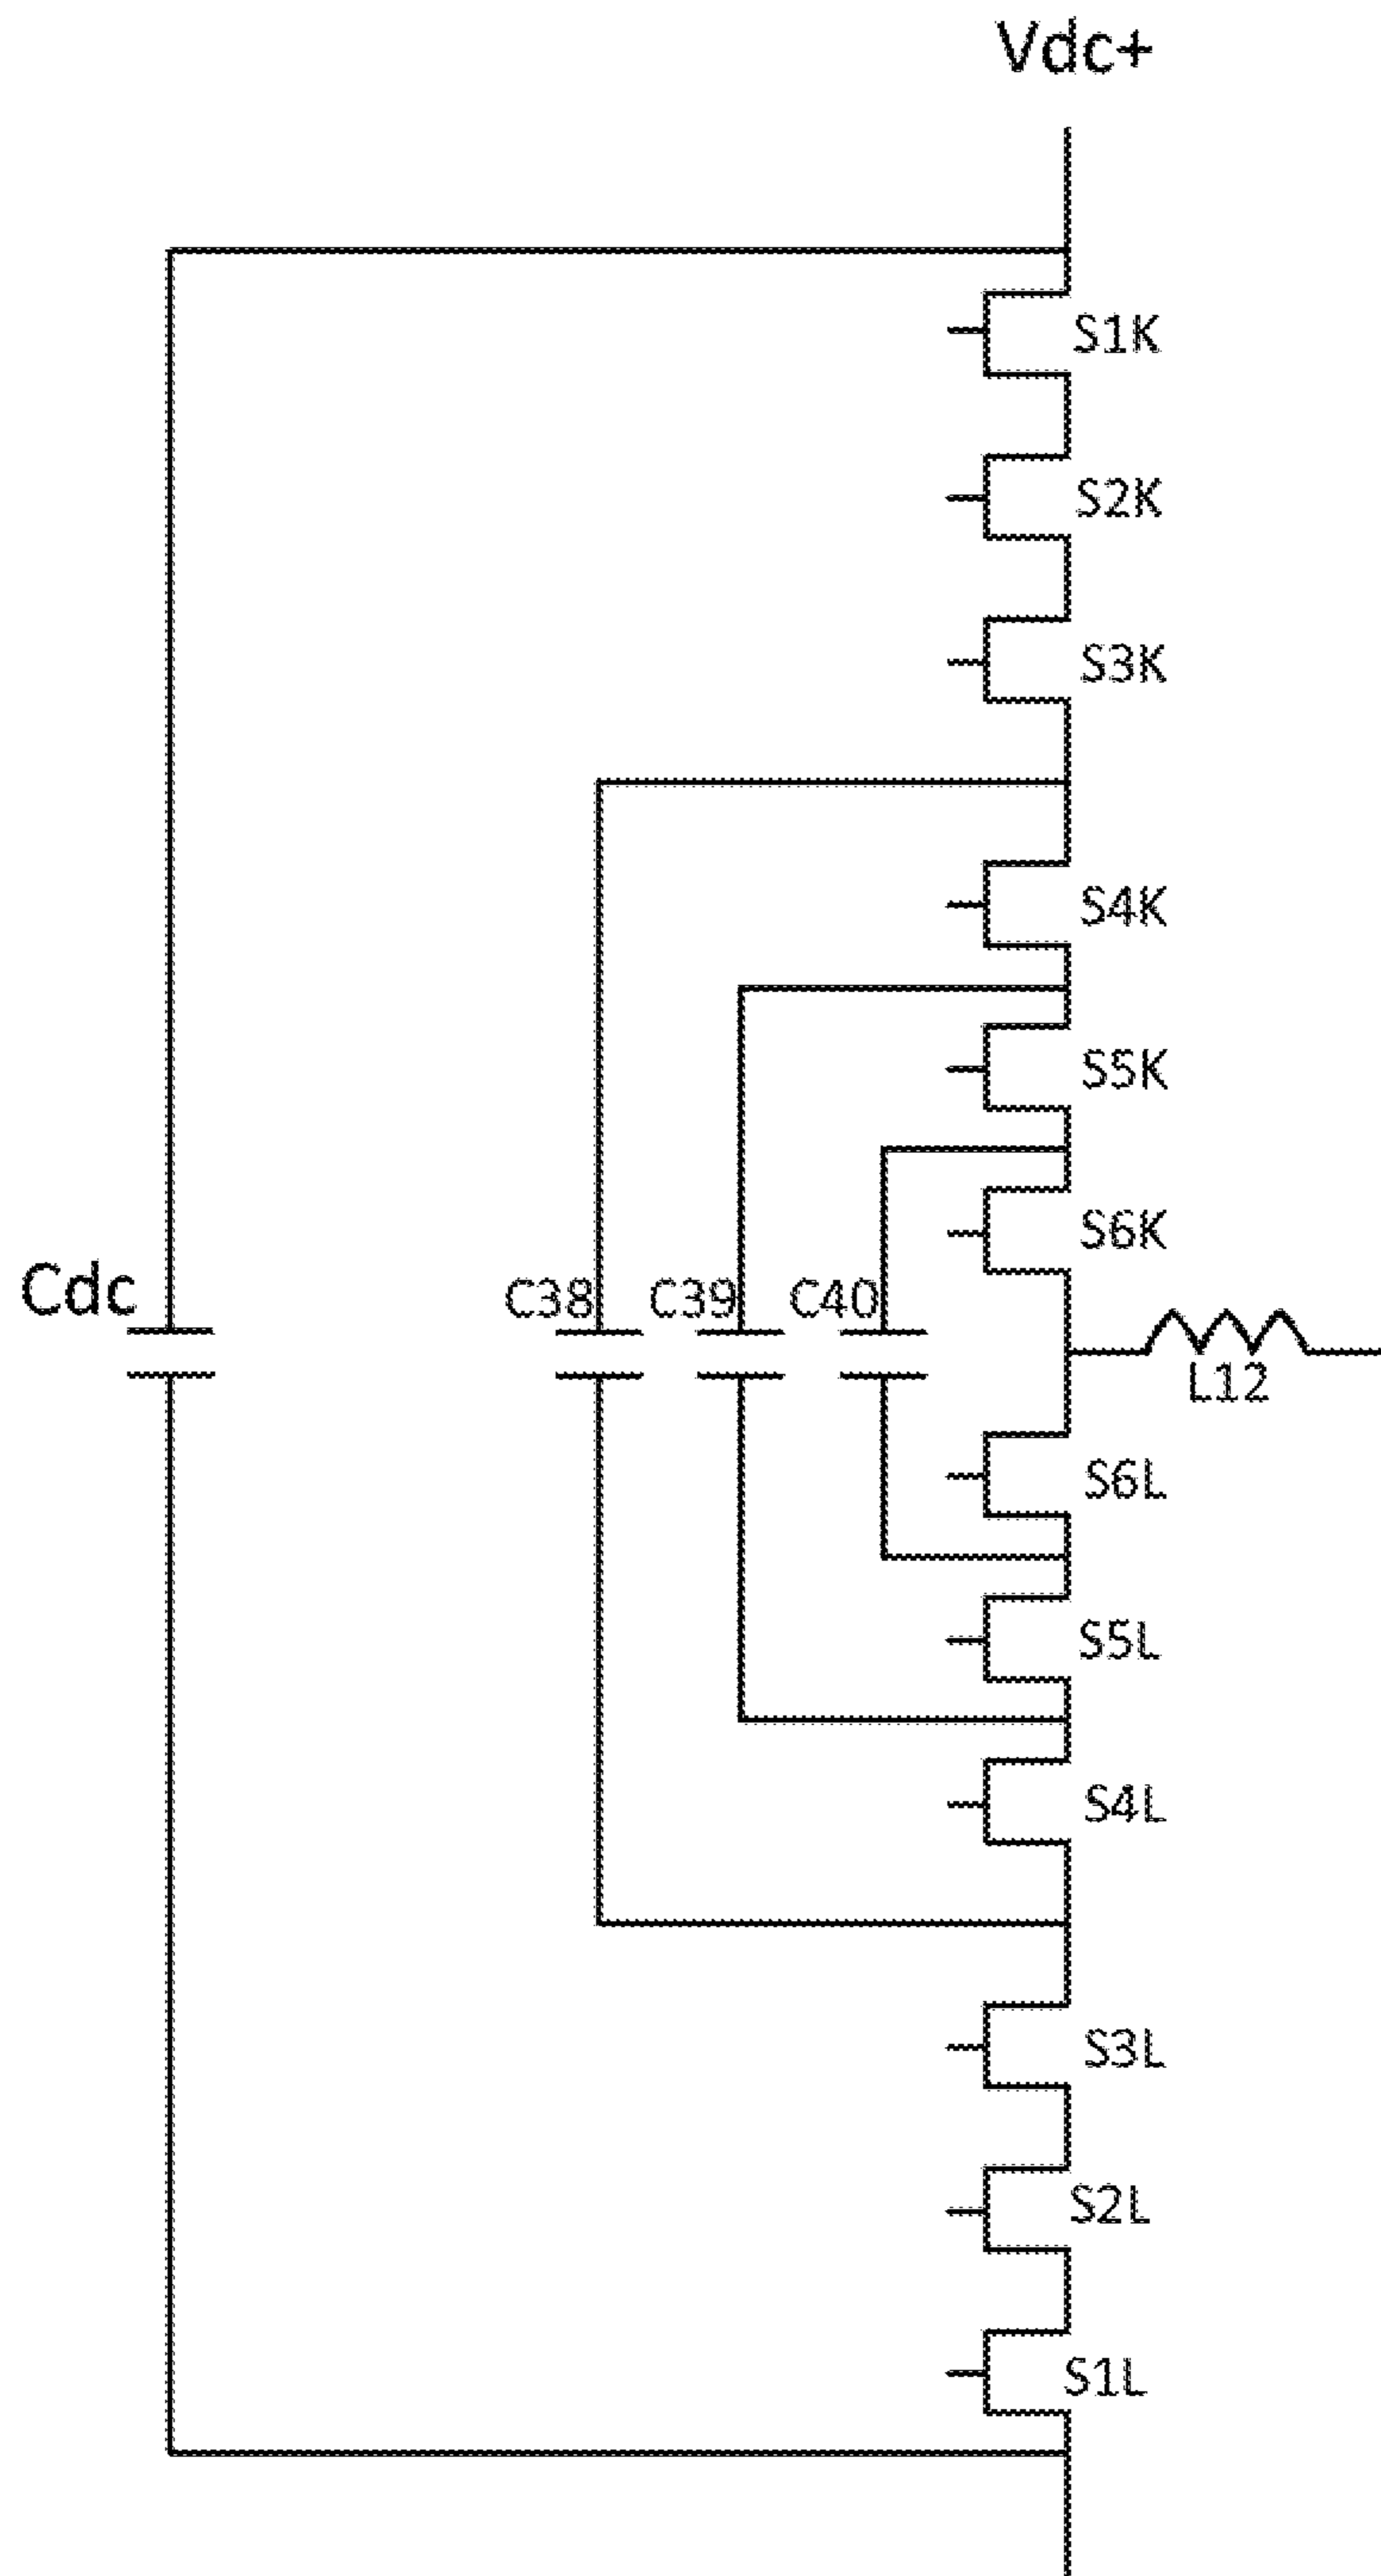 Vdc+
S1K
S2K
S3K
S4K
S5K
S6K
Cdc
C38
C39
C40
L12
S6L
S5L
S4L
S3L
S2L
S1L